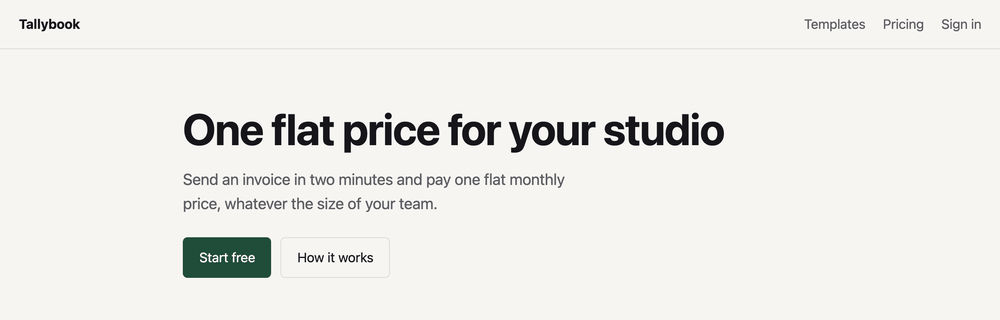 Tallybook
Templates Pricing Sign in
One flat price for your studio
Send an invoice in two minutes and pay one flat monthly
price, whatever the size of your team.
Start free How it works